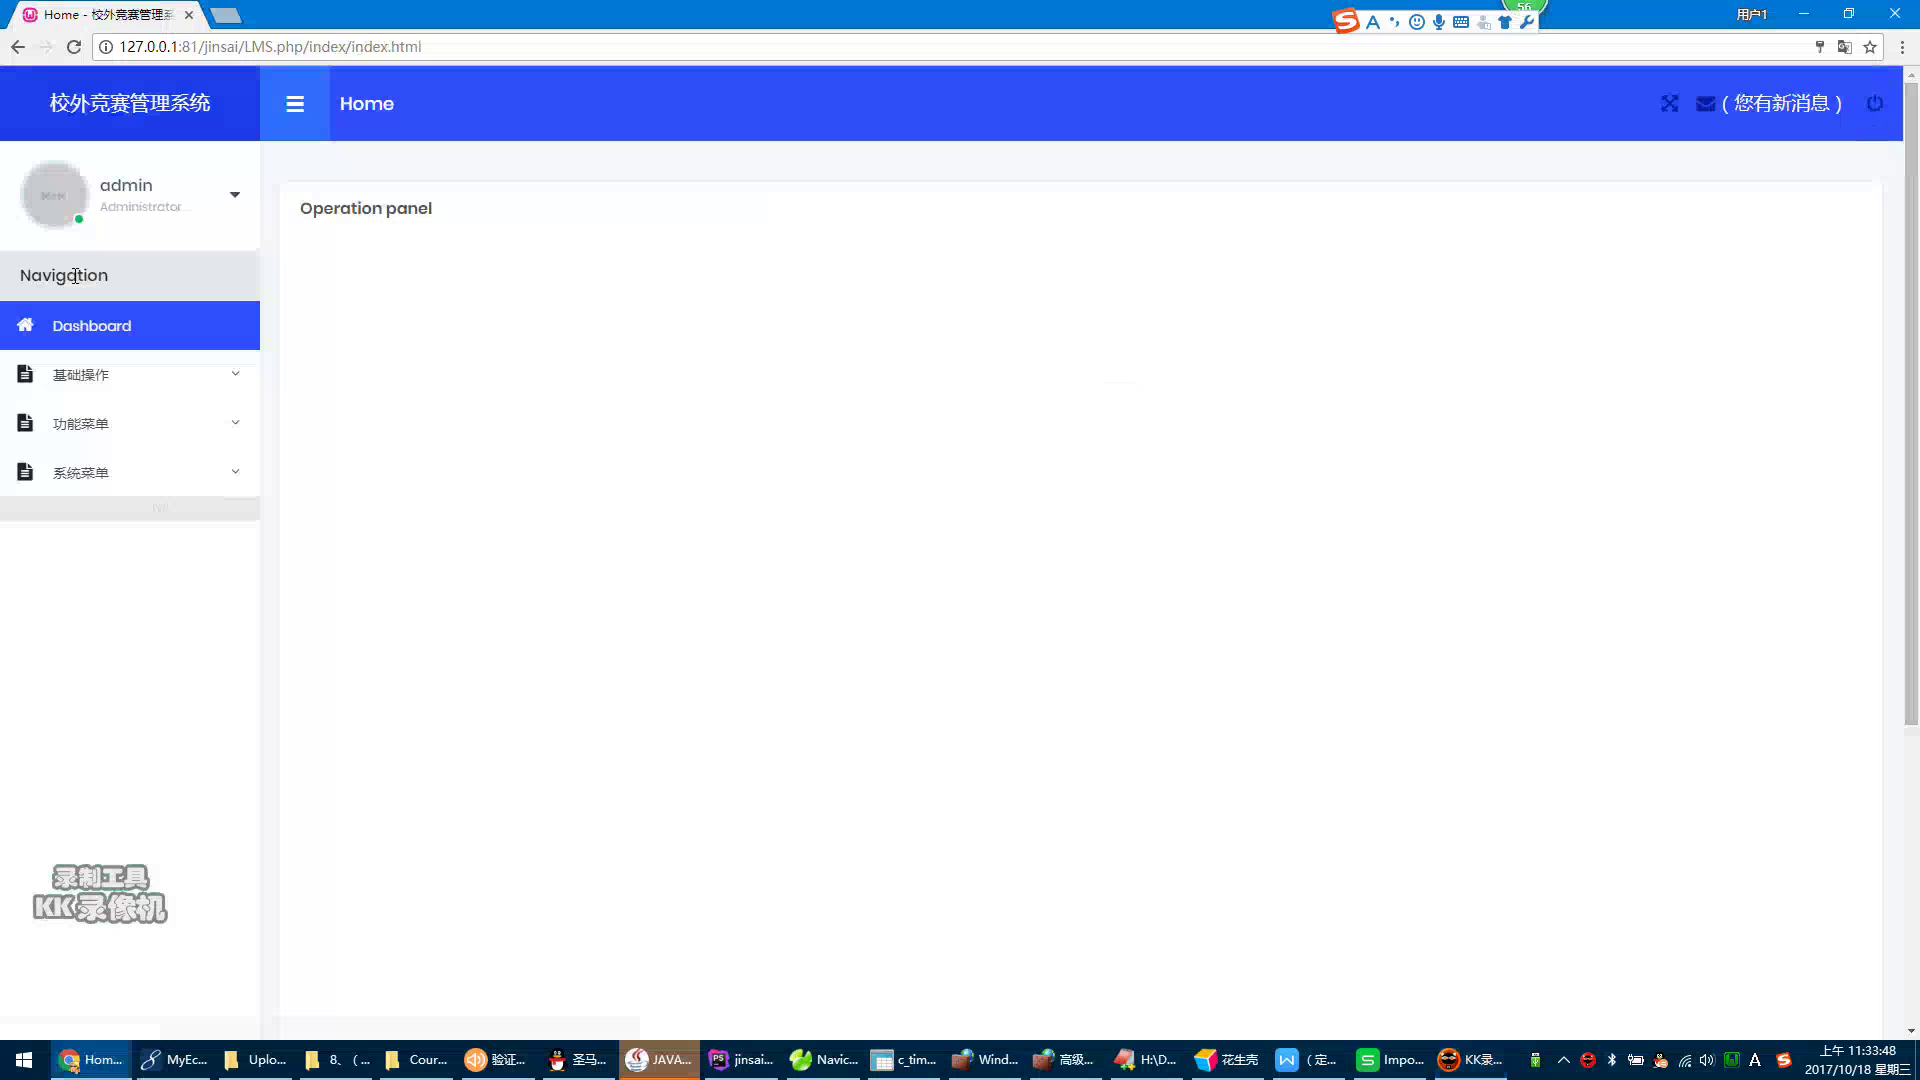 Home - 校外竞赛管理系
56
用户1
127.0.0.1:81/jinsai/LMS.php/index/index.html
校外竞赛管理系统
Home
( 您有新消息 )
admin
Administrator
Operation panel
Navigation
Dashboard
基础操作
功能菜单
系统菜单
录制工具
KK录像机
Hom...
MyEc...
Uplo...
8、 ( ...
Cour...
验证...
圣马...
JAVA...
jinsai...
Navic...
c_tim...
Wind...
高级...
H:\D...
花生壳
( 定...
Impo...
KK录...
上午 11:33:48
2017/10/18 星期三